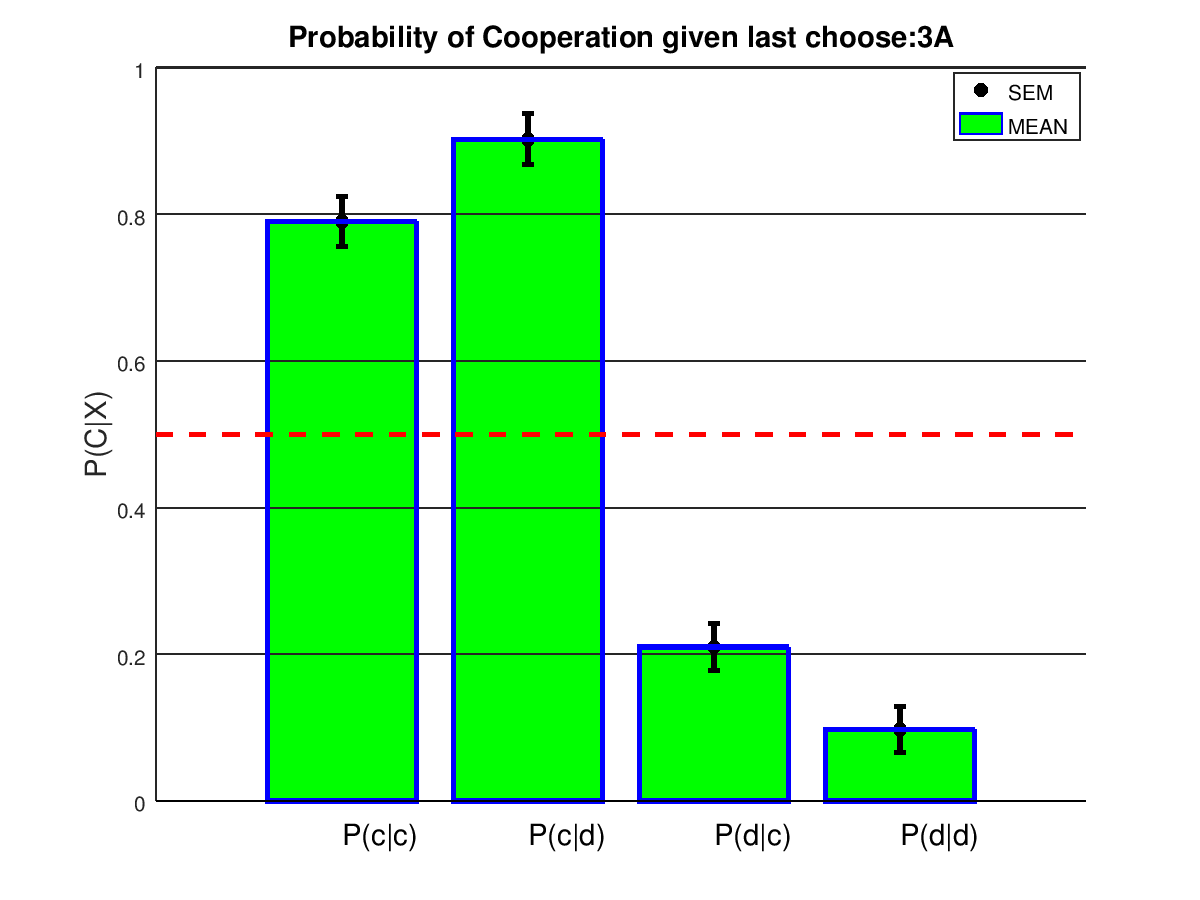 Probability of Cooperation given last choose:3A
SEM
MEAN
1
0.8
0.6
0.4
0.2
0
P(C|X)
P(c|c)
P(c|d)
P(d|c)
P(d|d)